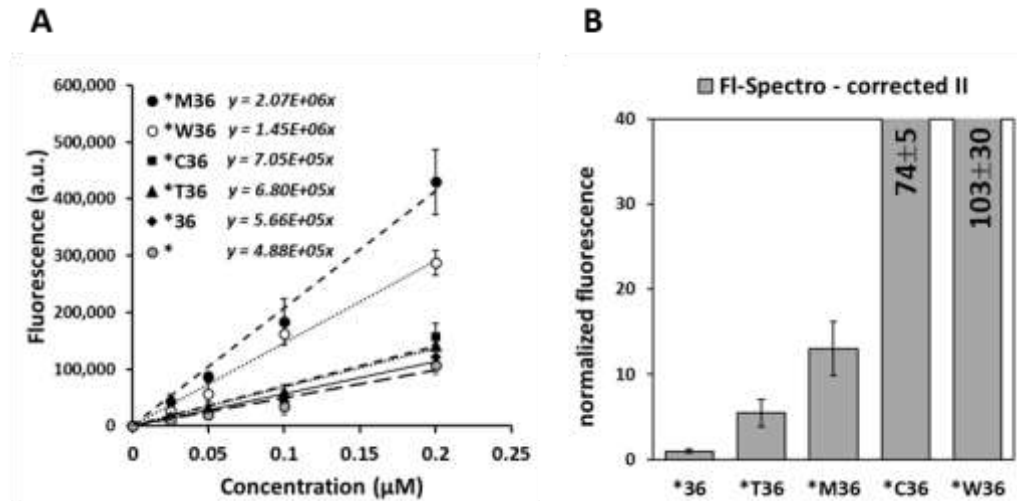 A
Fluorescence (a.u.)
600,000
500,000
400,000
300,000
200,000
100,000
0
*M36 y = 2.07E+06x
*W36 y = 1.45E+06x
*C36 y = 7.05E+05x
*T36 y = 6.80E+05x
*36 y = 5.66E+05x
* y = 4.88E+05x
0 0.05 0.1 0.15 0.2 0.25
Concentration (µM)
B
Fl-Spectro - corrected II
normalized fluorescence
40
30
20
10
0
74±5
103±30
*36 *T36 *M36 *C36 *W36